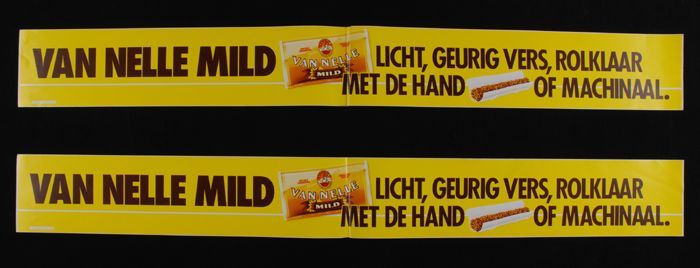 VAN NELLE MILD
VAN NELLE
MILD
LICHT, GEURIG VERS, ROLKLAAR
MET DE HAND OF MACHINAAL.
VAN NELLE MILD
VAN NELLE
MILD
LICHT, GEURIG VERS, ROLKLAAR
MET DE HAND OF MACHINAAL.